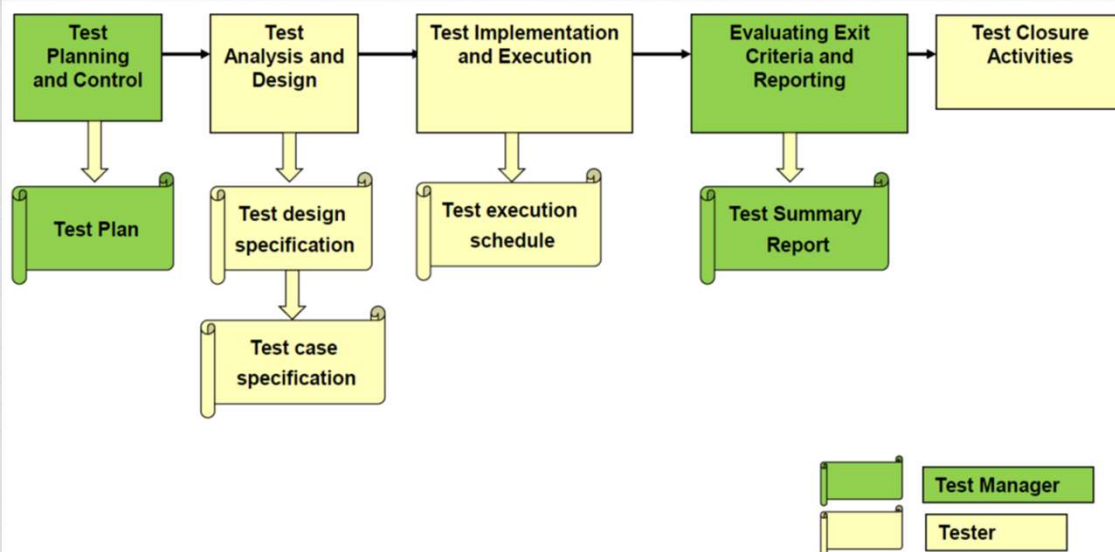 Test
Planning
and Control
Test
Analysis and
Design
Test Implementation
and Execution
Evaluating Exit
Criteria and
Reporting
Test Closure
Activities
Test Plan
Test design
specification
Test execution
schedule
Test Summary
Report
Test case
specification
Test Manager
Tester